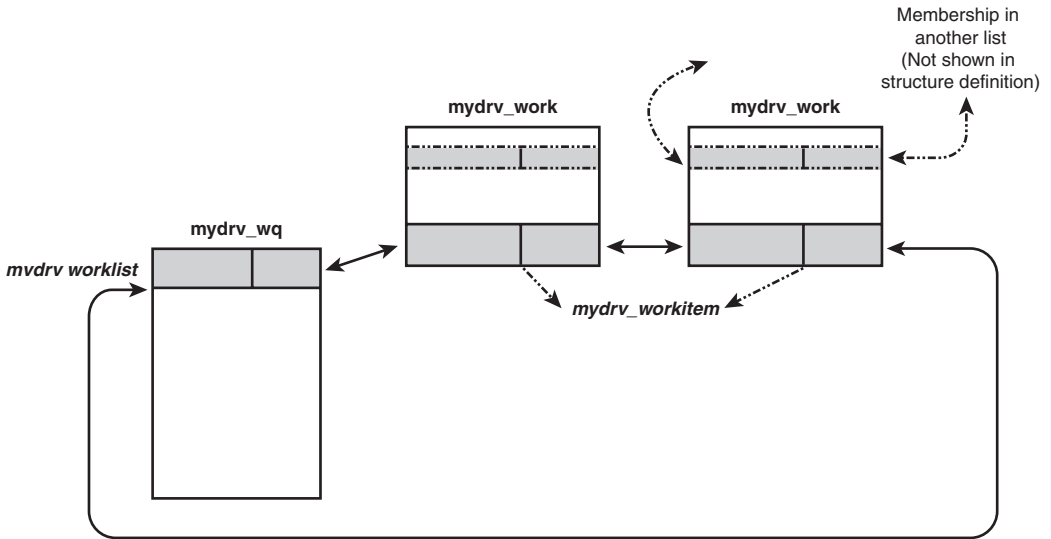 Membership in
another list
(Not shown in
structure definition)
mydrv_work
mydrv_work
mydrv_wq
mvdrv worklist
mydrv_workitem